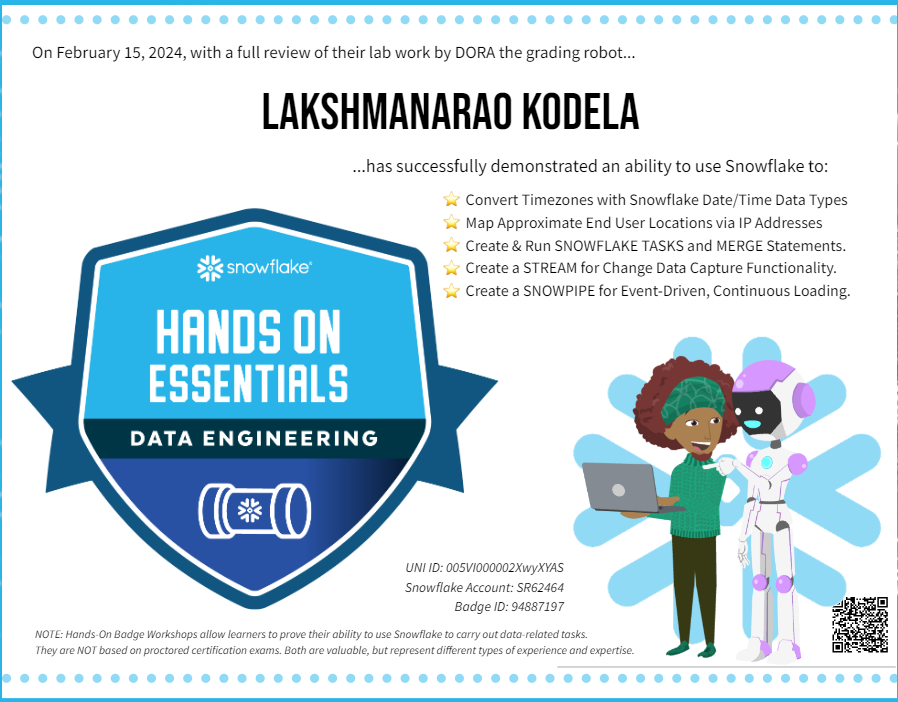 On February 15, 2024, with a full review of their lab work by DORA the grading robot...
LAKSHMANARAO KODELA
...has successfully demonstrated an ability to use Snowflake to:
Convert Timezones with Snowflake Date/Time Data Types
Map Approximate End User Locations via IP Addresses
Create & Run SNOWFLAKE TASKS and MERGE Statements.
Create a STREAM for Change Data Capture Functionality.
Create a SNOWPIPE for Event-Driven, Continuous Loading.
snowflake®
HANDS ON
ESSENTIALS
DATA ENGINEERING
UNI ID: 005VI000002XwyXYAS
Snowflake Account: SR62464
Badge ID: 94887197
NOTE: Hands-On Badge Workshops allow learners to prove their ability to use Snowflake to carry out data-related tasks.
They are NOT based on proctored certification exams. Both are valuable, but represent different types of experience and expertise.